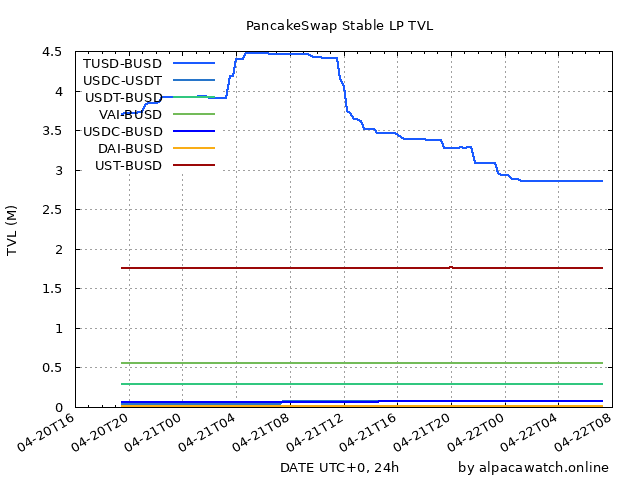 PancakeSwap Stable LP TVL
TUSD-BUSD
USDC-USDT
USDT-BUSD
VAI-BUSD
USDC-BUSD
DAI-BUSD
UST-BUSD
4.5
4
3.5
3
2.5
2
1.5
1
0.5
0
TVL (M)
04-20T16
04-20T20
04-21T00
04-21T04
04-21T08
04-21T12
04-21T16
04-21T20
04-22T00
04-22T04
04-22T08
DATE UTC+0, 24h
by alpacawatch.online